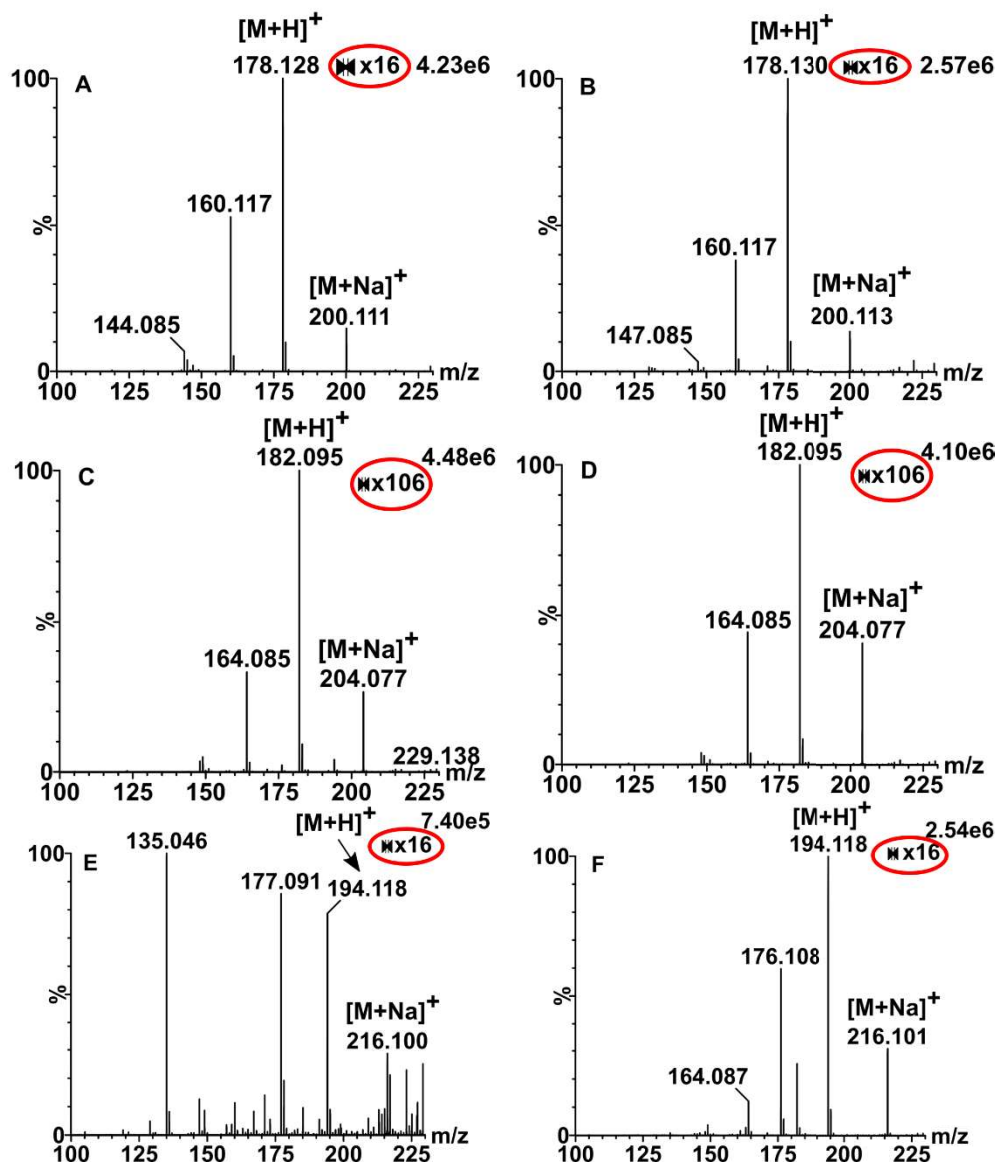 [M+H]+
178.128 x16 4.23e6
100
A
160.117
%
[M+Na]+
200.111
144.085
0
100 125 150 175 200 225 m/z
[M+H]+
178.130 x16 2.57e6
100
B
160.117
%
[M+Na]+
200.113
147.085
0
100 125 150 175 200 225 m/z
[M+H]+
182.095 4.48e6
100
C
x106
%
[M+Na]+
164.085
204.077
229.138
0
100 125 150 175 200 225 m/z
[M+H]+
182.095 4.10e6
100
D
x106
%
[M+Na]+
164.085
204.077
0
100 125 150 175 200 225 m/z
[M+H]+ 7.40e5
135.046 x16
100
E
177.091 194.118
%
[M+Na]+
216.100
0
100 125 150 175 200 225 m/z
[M+H]+ 2.54e6
194.118 x16
100
F
176.108
%
[M+Na]+
216.101
164.087
0
100 125 150 175 200 225 m/z